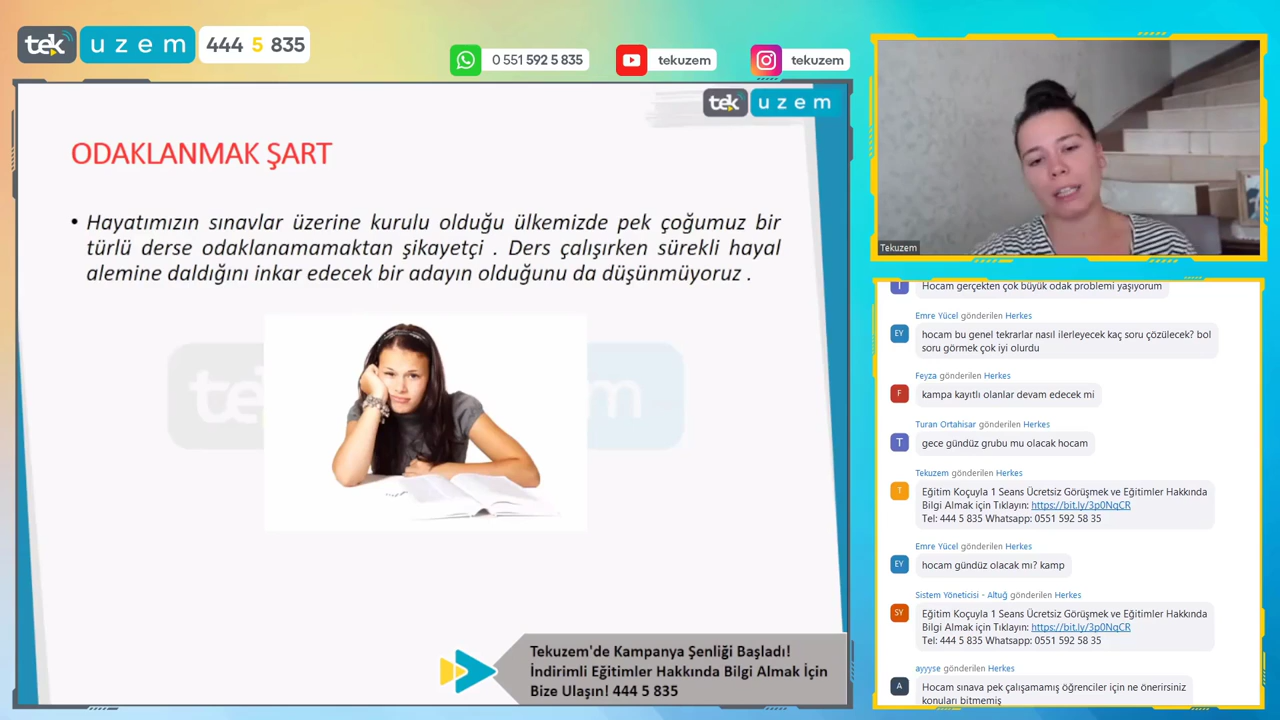 tek uzem 444 5 835
0 551 592 5 835
tekuzem
tekuzem
tek uzem
ODAKLANMAK ŞART
• Hayatımızın sınavlar üzerine kurulu olduğu ülkemizde pek çoğumuz bir
türlü derse odaklanamamaktan şikayetçi . Ders çalışırken sürekli hayal
alemine daldığını inkar edecek bir adayın olduğunu da düşünmüyoruz .
Tekuzem'de Kampanya Şenliği Başladı!
İndirimli Eğitimler Hakkında Bilgi Almak İçin
Bize Ulaşın! 444 5 835
Tekuzem
T
Hocam gerçekten çok büyük odak problemi yaşıyorum
Emre Yücel gönderilen Herkes
EY
hocam bu genel tekrarlar nasıl ilerleyecek kaç soru çözülecek? bol
soru görmek çok iyi olurdu
Feyza gönderilen Herkes
F
kampa kayıtlı olanlar devam edecek mi
Turan Ortahisar gönderilen Herkes
T
gece gündüz grubu mu olacak hocam
Tekuzem gönderilen Herkes
T
Eğitim Koçuyla 1 Seans Ücretsiz Görüşmek ve Eğitimler Hakkında
Bilgi Almak için Tıklayın: https://bit.ly/3p0NqCR
Tel: 444 5 835 Whatsapp: 0551 592 58 35
Emre Yücel gönderilen Herkes
EY
hocam gündüz olacak mı? kamp
Sistem Yöneticisi - Altuğ gönderilen Herkes
SY
Eğitim Koçuyla 1 Seans Ücretsiz Görüşmek ve Eğitimler Hakkında
Bilgi Almak için Tıklayın: https://bit.ly/3p0NqCR
Tel: 444 5 835 Whatsapp: 0551 592 58 35
ayyyse gönderilen Herkes
A
Hocam sınava pek çalışamamış öğrenciler için ne önerirsiniz
konuları bitmemiş